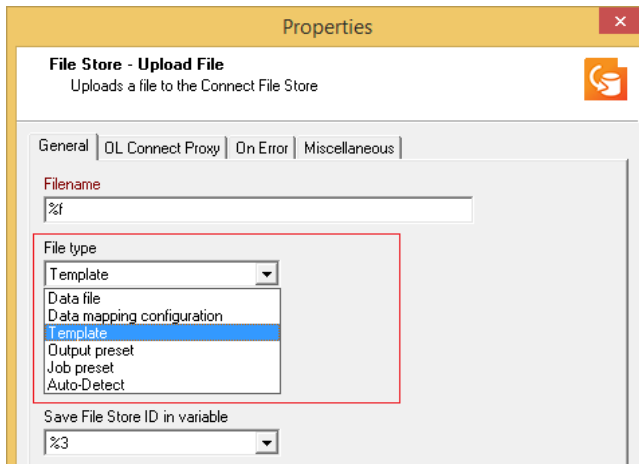 Properties
File Store - Upload File
Uploads a file to the Connect File Store
General OL Connect Proxy On Error Miscellaneous
Filename
%f
File type
Template
Data file
Data mapping configuration
Template
Output preset
Job preset
Auto-Detect
Save File Store ID in variable
%3